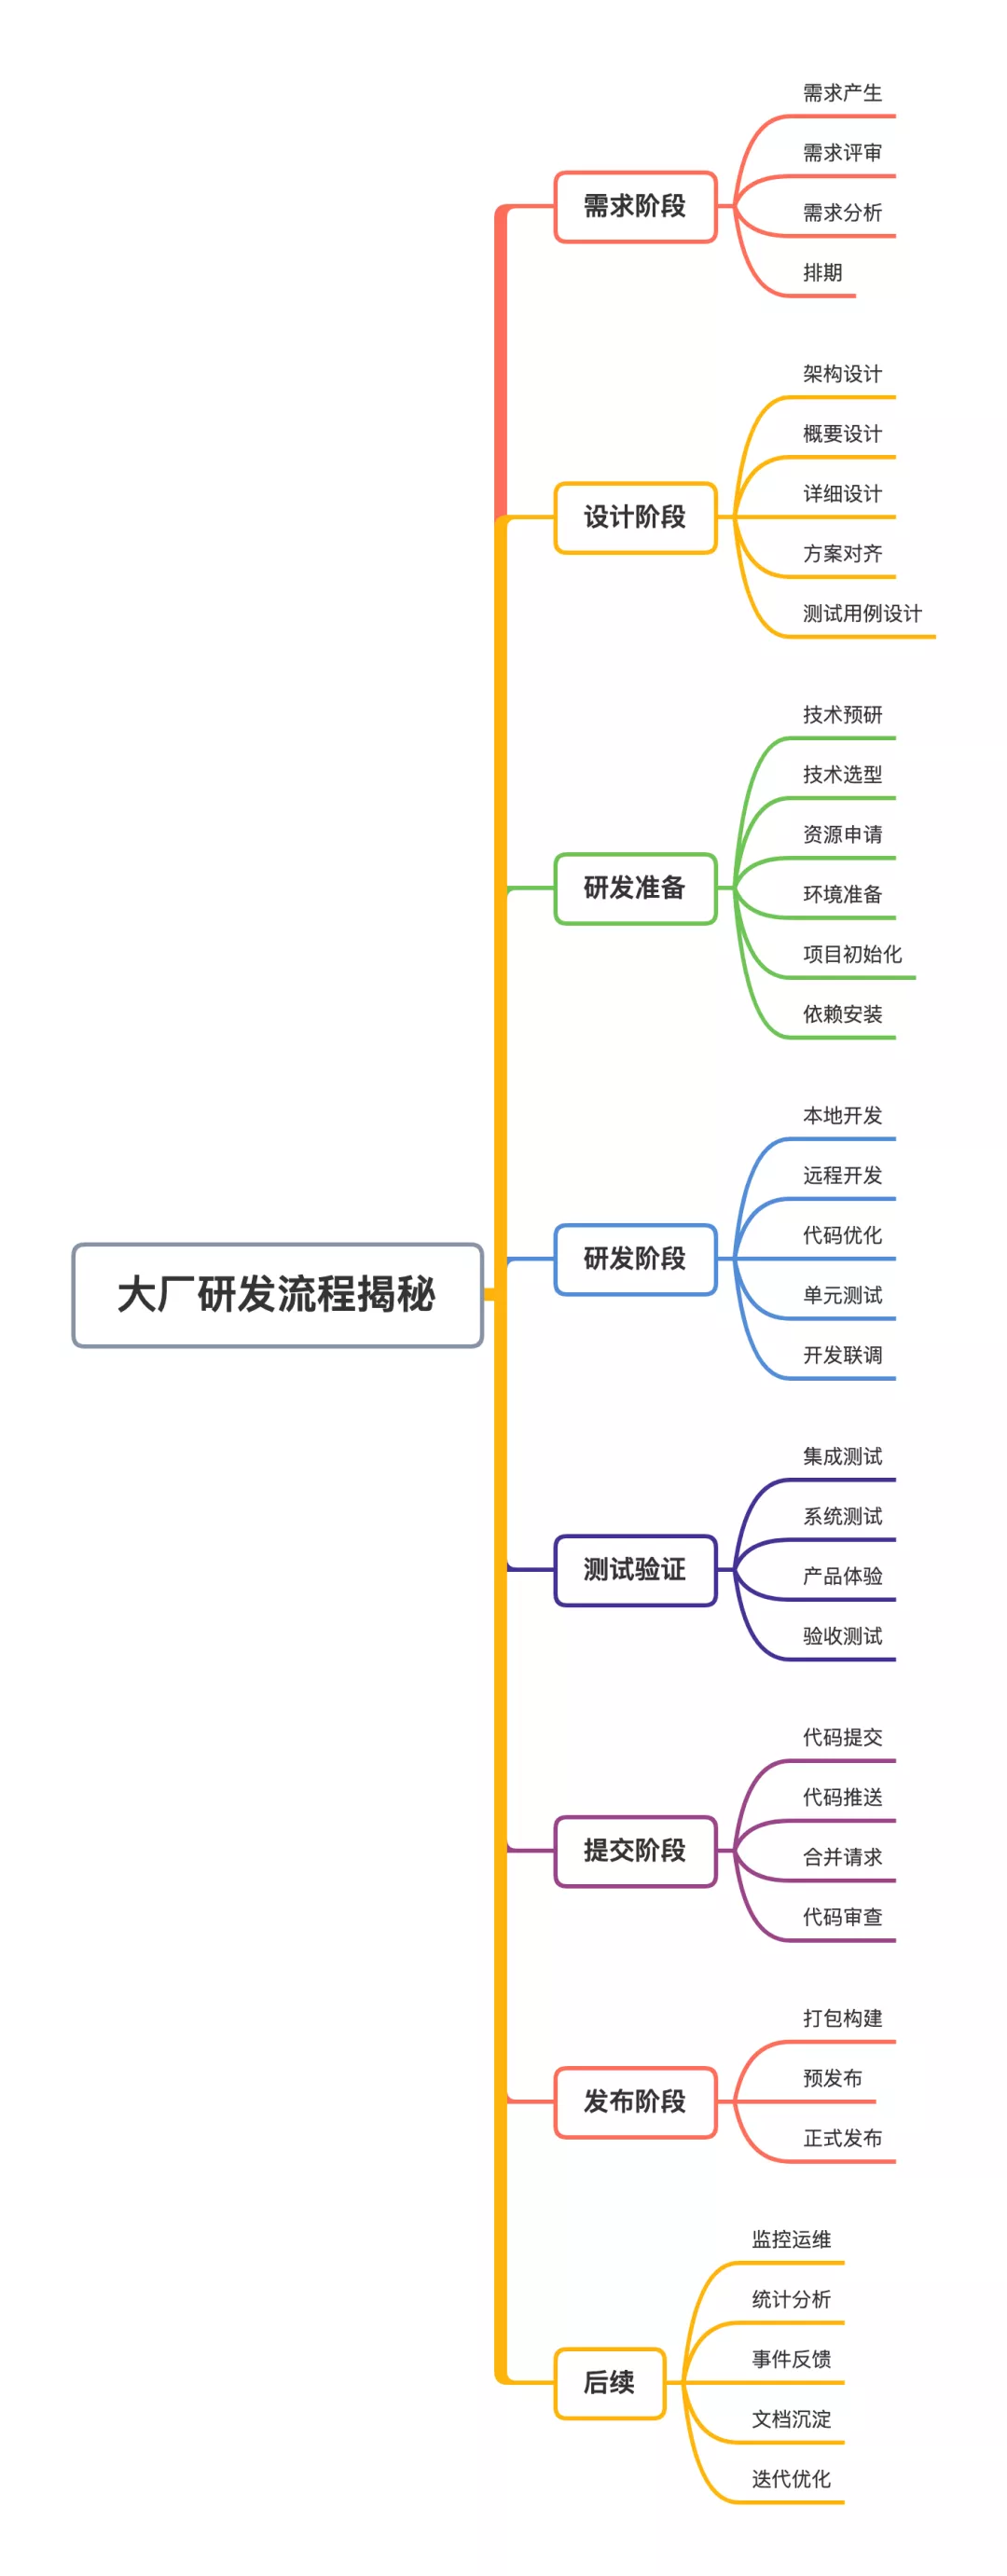 大厂研发流程揭秘
需求阶段
需求产生
需求评审
需求分析
排期
设计阶段
架构设计
概要设计
详细设计
方案对齐
测试用例设计
研发准备
技术预研
技术选型
资源申请
环境准备
项目初始化
依赖安装
研发阶段
本地开发
远程开发
代码优化
单元测试
开发联调
测试验证
集成测试
系统测试
产品体验
验收测试
提交阶段
代码提交
代码推送
合并请求
代码审查
发布阶段
打包构建
预发布
正式发布
后续
监控运维
统计分析
事件反馈
文档沉淀
迭代优化